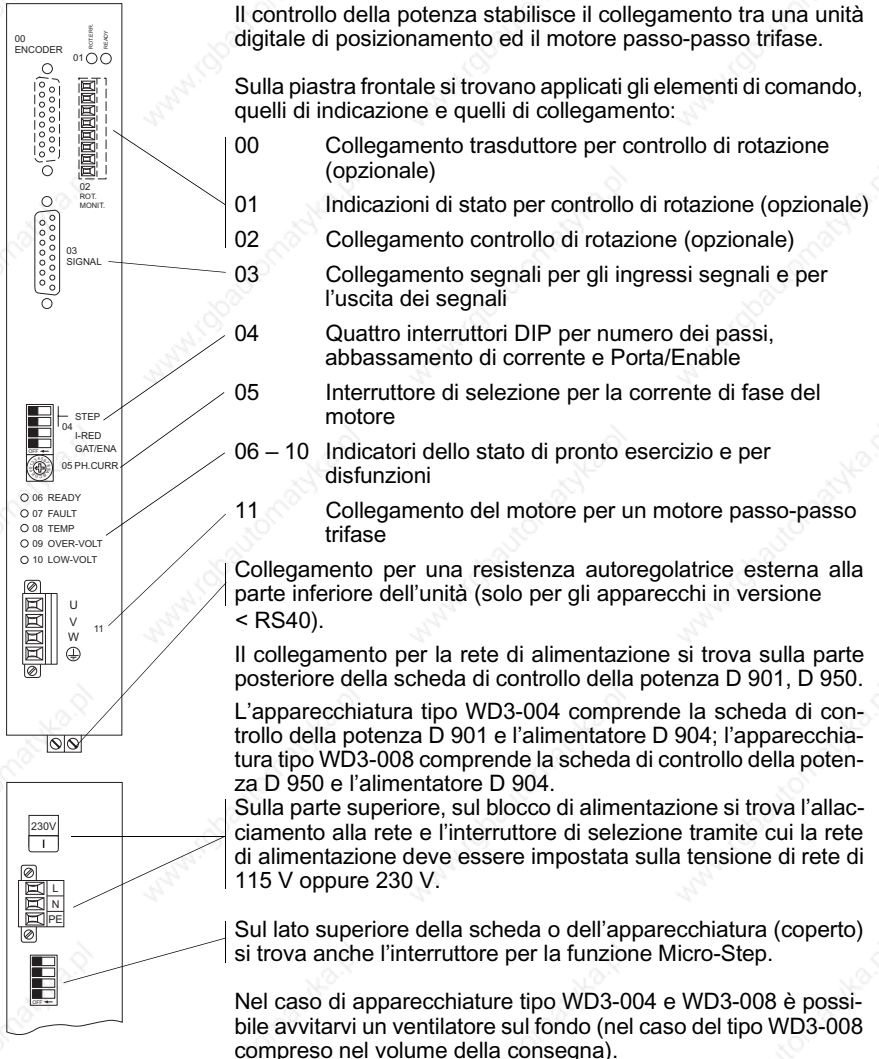 00
ENCODER
ROT.ERR.
READY
01
02
ROT.
MONIT.
03
SIGNAL
STEP
04
I-RED
GAT/ENA
OFF
05 PH.CURR
06 READY
07 FAULT
08 TEMP
09 OVER-VOLT
10 LOW-VOLT
U
V
W
11
230V
I
L
N
PE
OFF
Il controllo della potenza stabilisce il collegamento tra una unità
digitale di posizionamento ed il motore passo-passo trifase.
Sulla piastra frontale si trovano applicati gli elementi di comando,
quelli di indicazione e quelli di collegamento:
00 Collegamento trasduttore per controllo di rotazione
(opzionale)
01 Indicazioni di stato per controllo di rotazione (opzionale)
02 Collegamento controllo di rotazione (opzionale)
03 Collegamento segnali per gli ingressi segnali e per
l'uscita dei segnali
04 Quattro interruttori DIP per numero dei passi,
abbassamento di corrente e Porta/Enable
05 Interruttore di selezione per la corrente di fase del
motore
06 – 10 Indicatori dello stato di pronto esercizio e per
disfunzioni
11 Collegamento del motore per un motore passo-passo
trifase
Collegamento per una resistenza autoregolatrice esterna alla
parte inferiore dell'unità (solo per gli apparecchi in versione
< RS40).
Il collegamento per la rete di alimentazione si trova sulla parte
posteriore della scheda di controllo della potenza D 901, D 950.
L'apparecchiatura tipo WD3-004 comprende la scheda di con-
trollo della potenza D 901 e l'alimentatore D 904; l'apparecchia-
tura tipo WD3-008 comprende la scheda di controllo della poten-
za D 950 e l'alimentatore D 904.
Sulla parte superiore, sul blocco di alimentazione si trova l'allac-
ciamento alla rete e l'interruttore di selezione tramite cui la rete
di alimentazione deve essere impostata sulla tensione di rete di
115 V oppure 230 V.
Sul lato superiore della scheda o dell'apparecchiatura (coperto)
si trova anche l'interruttore per la funzione Micro-Step.
Nel caso di apparecchiature tipo WD3-004 e WD3-008 è possi-
bile avvitarvi un ventilatore sul fondo (nel caso del tipo WD3-008
compreso nel volume della consegna).
www.rgbautomatyka.pl